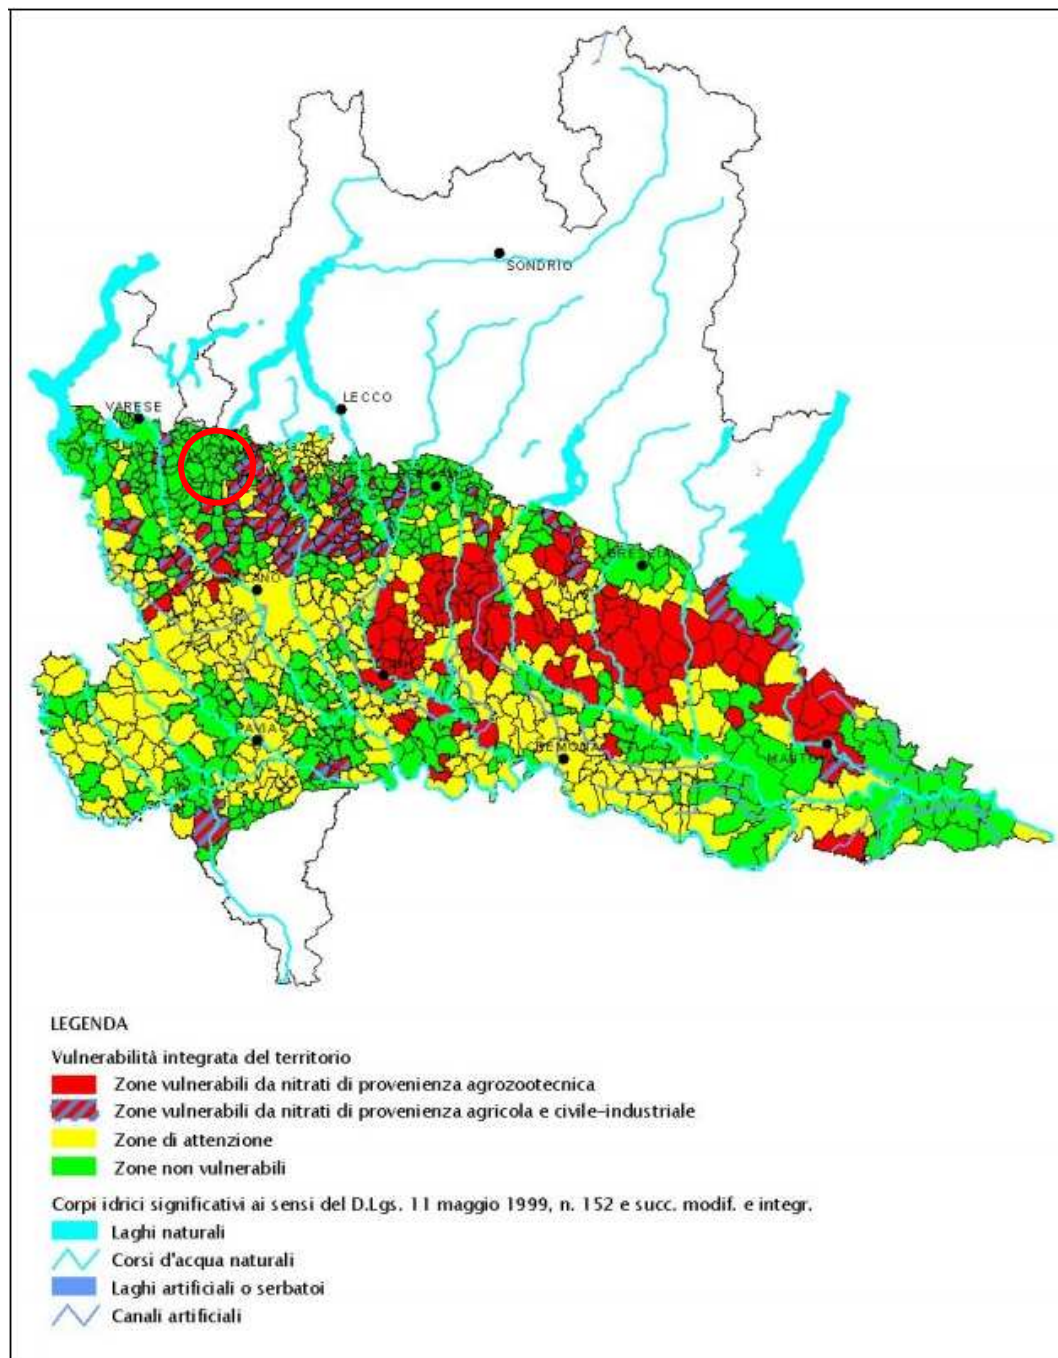 SONDRIO
LECCO
VARESE
BRESCIA
PAVIA
LEGENDA
Vulnerabilità integrata del territorio
Zone vulnerabili da nitrati di provenienza agrozootecnica
Zone vulnerabili da nitrati di provenienza agricola e civile-industriale
Zone di attenzione
Zone non vulnerabili
Corpi idrici significativi ai sensi del D.Lgs. 11 maggio 1999, n. 152 e succ. modif. e integr.
Laghi naturali
Corsi d'acqua naturali
Laghi artificiali o serbatoi
Canali artificiali